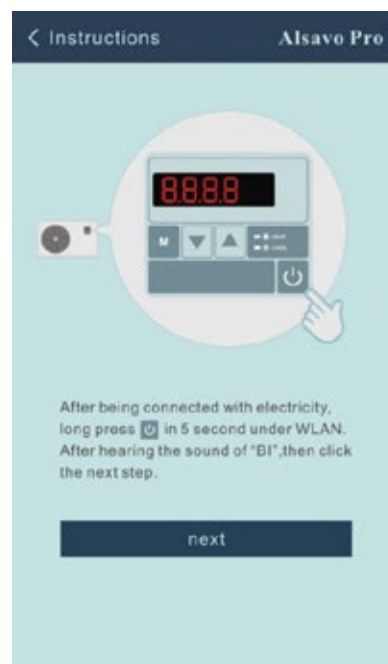 < Instructions Alsavo Pro
8.8.8.8
M
After being connected with electricity,
long press in 5 second under WLAN.
After hearing the sound of "BI",then click
the next step.
next